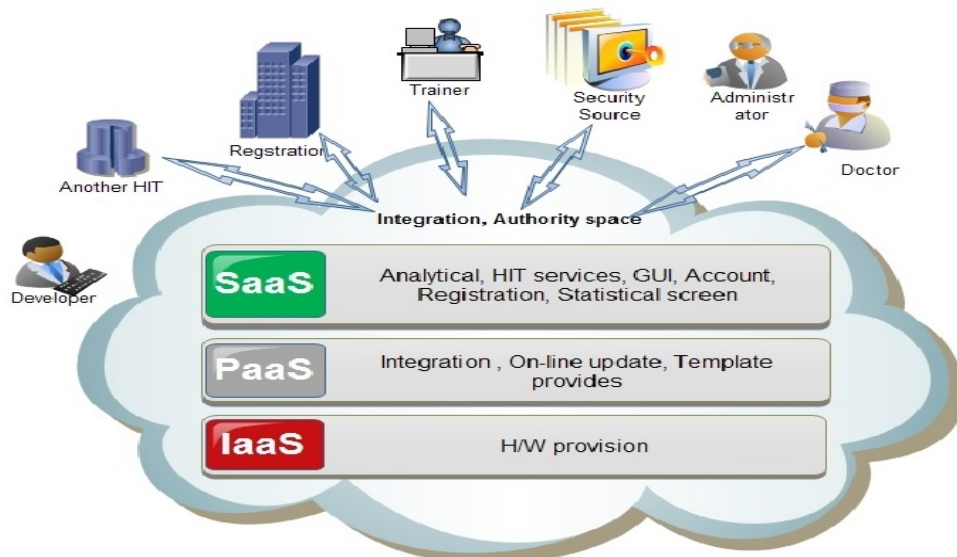 Trainer
Security
Source
Administr
ator
Regstration
Doctor
Another HIT
Integration, Authority space
Developer
SaaS
Analytical, HIT services, GUI, Account,
Registration, Statistical screen
PaaS
Integration , On-line update, Template
provides
IaaS
H/W provision